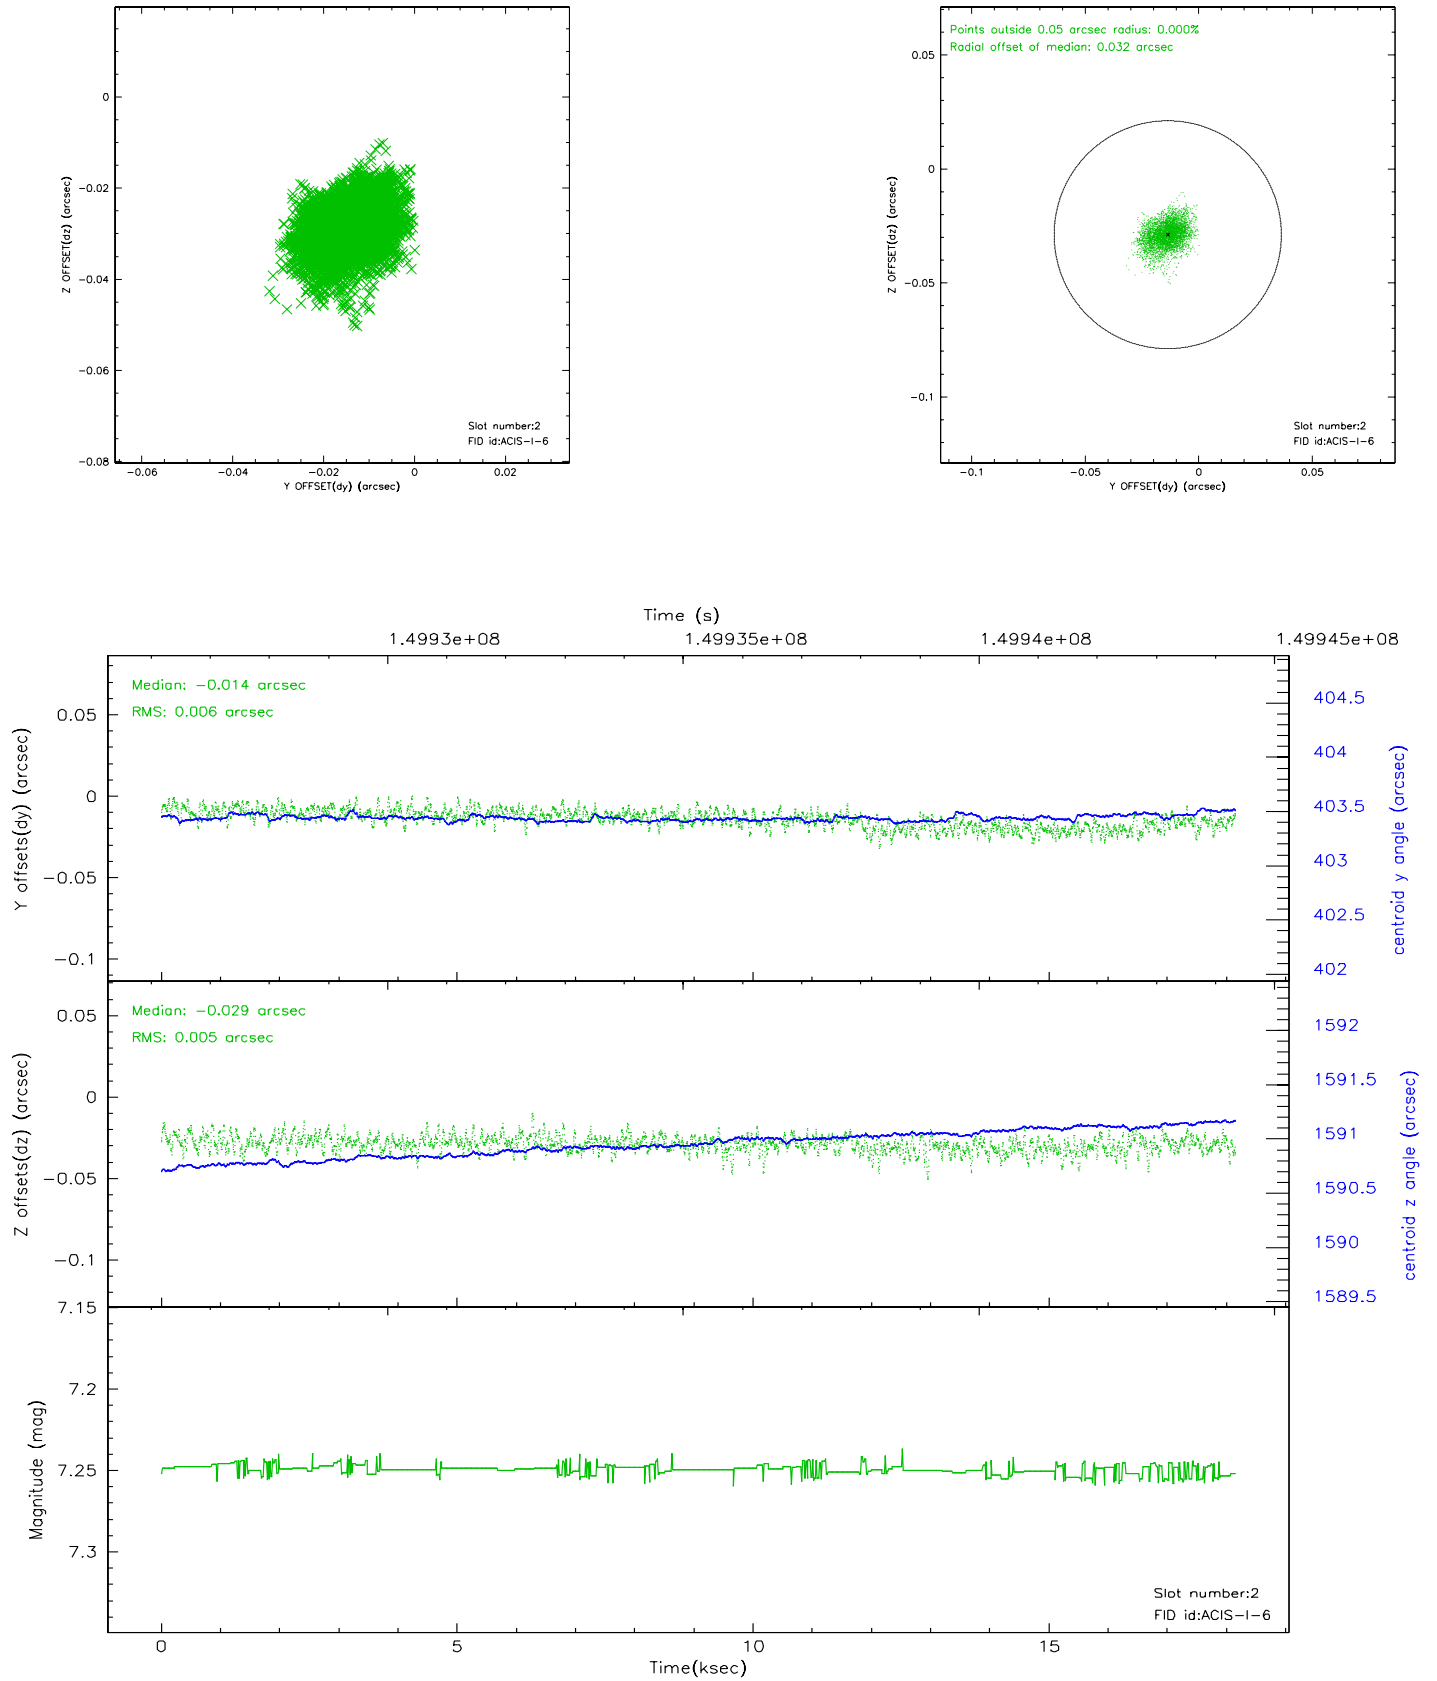 0
-0.02
-0.04
-0.06
-0.08
Z OFFSET(dz) (arcsec)
-0.06
-0.04
-0.02
0
0.02
Y OFFSET(dy) (arcsec)
Slot number:2
FID id:ACIS-I-6
Points outside 0.05 arcsec radius: 0.000%
Radial offset of median: 0.032 arcsec
0.05
0
-0.05
-0.1
Z OFFSET(dz) (arcsec)
-0.1
-0.05
0
0.05
Y OFFSET(dy) (arcsec)
Slot number:2
FID id:ACIS-I-6
Time (s)
1.4993e+08
1.49935e+08
1.4994e+08
1.49945e+08
Median: -0.014 arcsec
RMS: 0.006 arcsec
0.05
0
-0.05
-0.1
Y offsets(dy) (arcsec)
404.5
404
403.5
403
402.5
402
centroid y angle (arcsec)
Median: -0.029 arcsec
RMS: 0.005 arcsec
0.05
0
-0.05
-0.1
Z offsets(dz) (arcsec)
1592
1591.5
1591
1590.5
1590
1589.5
centroid z angle (arcsec)
7.15
7.2
7.25
7.3
Magnitude (mag)
Slot number:2
FID id:ACIS-I-6
0
5
10
15
Time(ksec)